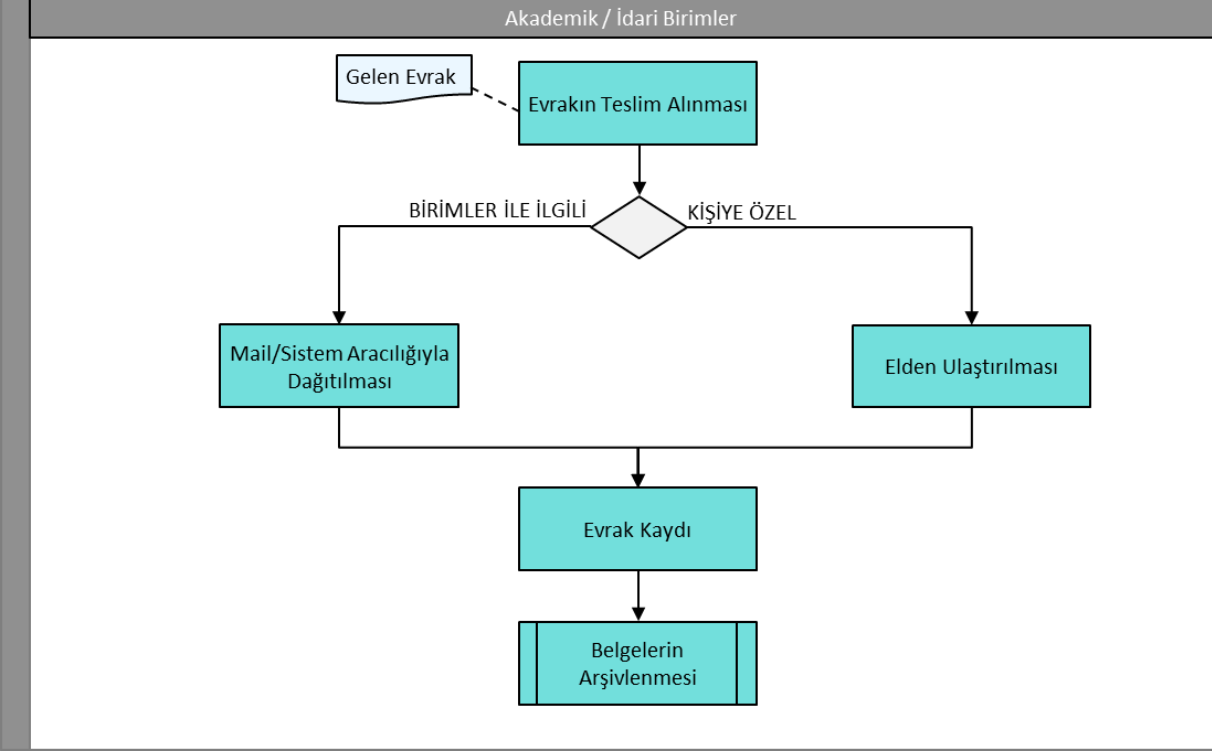 Akademik / İdari Birimler
Gelen Evrak
Evrakın Teslim Alınması
BİRİMLER İLE İLGİLİ
KİŞİYE ÖZEL
Mail/Sistem Aracılığıyla
Dağıtılması
Elden Ulaştırılması
Evrak Kaydı
Belgelerin
Arşivlenmesi